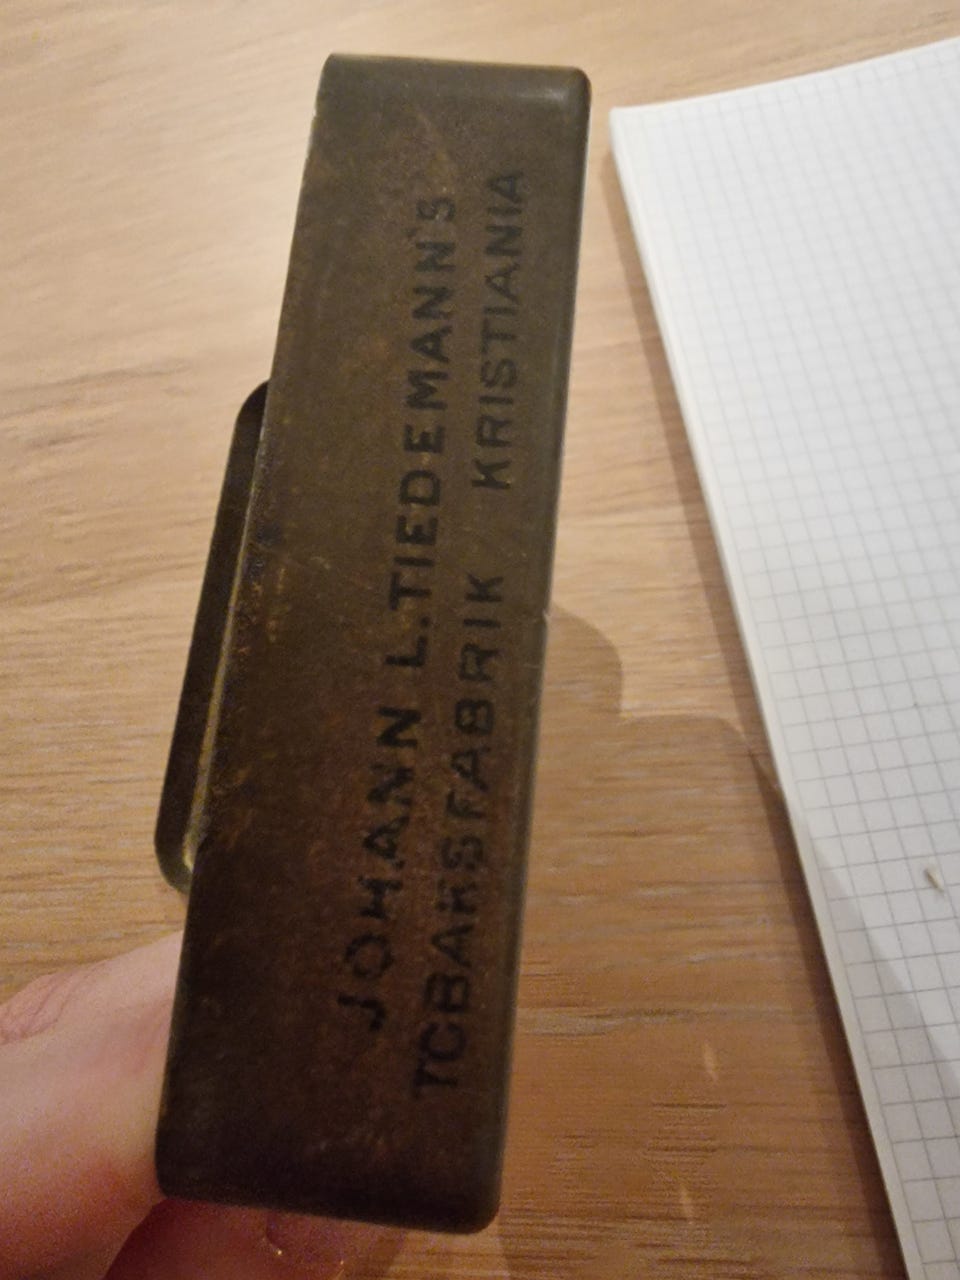 JOHANN L.TIEDEMANN'S
TOBAKSFABRIK KRISTIANIA